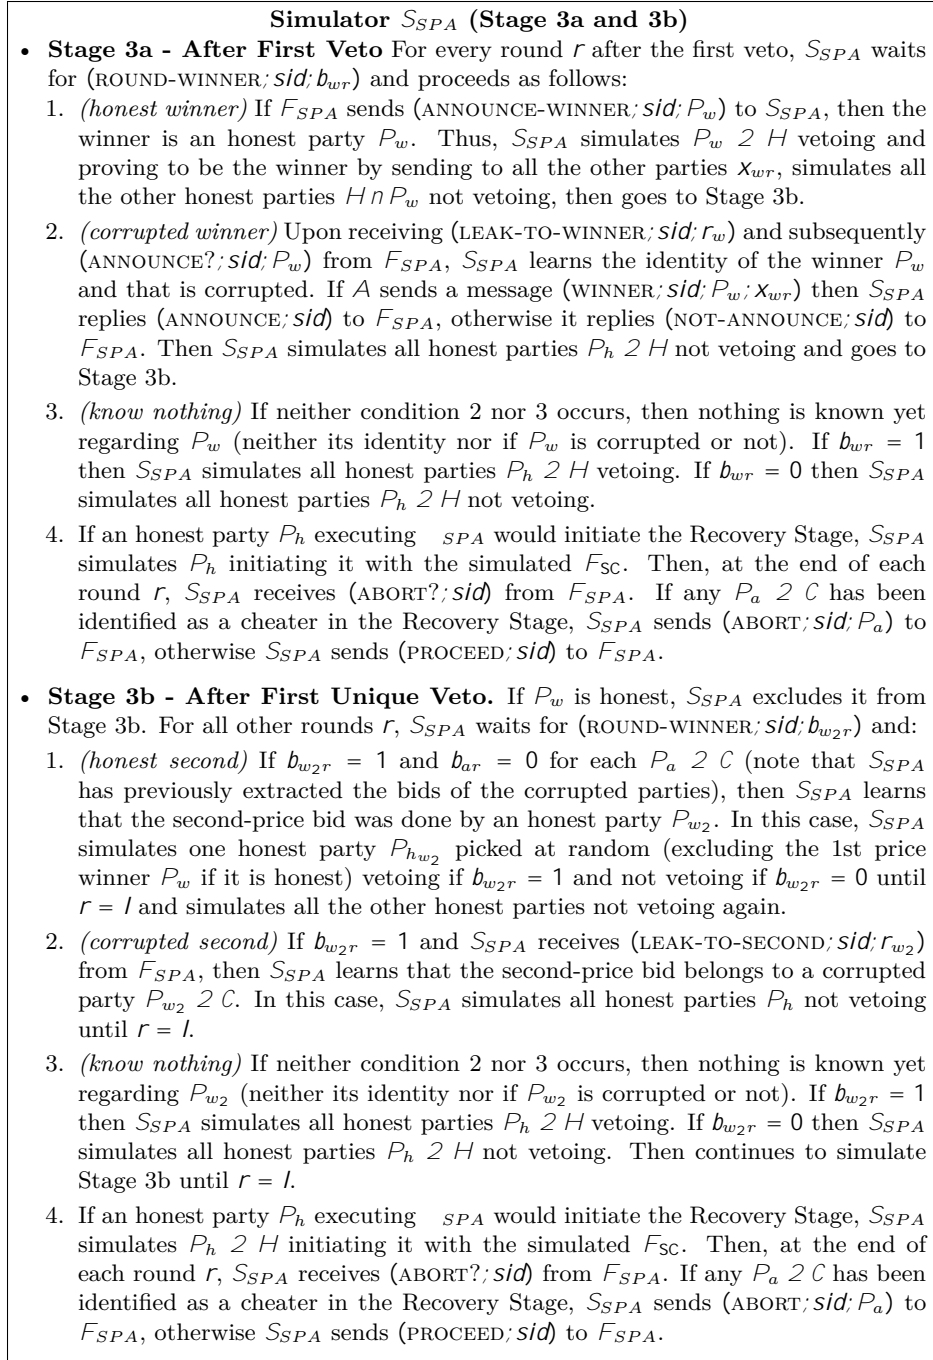 Simulator S_SPA (Stage 3a and 3b)
• Stage 3a - After First Veto For every round r after the first veto, S_SPA waits
for (ROUND-WINNER; sid; b_wr) and proceeds as follows:
1. (honest winner) If F_SPA sends (ANNOUNCE-WINNER; sid; P_w) to S_SPA, then the
winner is an honest party P_w. Thus, S_SPA simulates P_w 2 H vetoing and
proving to be the winner by sending to all the other parties x_wr, simulates all
the other honest parties H n P_w not vetoing, then goes to Stage 3b.
2. (corrupted winner) Upon receiving (LEAK-TO-WINNER; sid; r_w) and subsequently
(ANNOUNCE?; sid; P_w) from F_SPA, S_SPA learns the identity of the winner P_w
and that is corrupted. If A sends a message (WINNER; sid; P_w; x_wr) then S_SPA
replies (ANNOUNCE; sid) to F_SPA, otherwise it replies (NOT-ANNOUNCE; sid) to
F_SPA. Then S_SPA simulates all honest parties P_h 2 H not vetoing and goes to
Stage 3b.
3. (know nothing) If neither condition 2 nor 3 occurs, then nothing is known yet
regarding P_w (neither its identity nor if P_w is corrupted or not). If b_wr = 1
then S_SPA simulates all honest parties P_h 2 H vetoing. If b_wr = 0 then S_SPA
simulates all honest parties P_h 2 H not vetoing.
4. If an honest party P_h executing _SPA would initiate the Recovery Stage, S_SPA
simulates P_h initiating it with the simulated F_SC. Then, at the end of each
round r, S_SPA receives (ABORT?; sid) from F_SPA. If any P_a 2 C has been
identified as a cheater in the Recovery Stage, S_SPA sends (ABORT; sid; P_a) to
F_SPA, otherwise S_SPA sends (PROCEED; sid) to F_SPA.
• Stage 3b - After First Unique Veto. If P_w is honest, S_SPA excludes it from
Stage 3b. For all other rounds r, S_SPA waits for (ROUND-WINNER; sid; b_w2r) and:
1. (honest second) If b_w2r = 1 and b_ar = 0 for each P_a 2 C (note that S_SPA
has previously extracted the bids of the corrupted parties), then S_SPA learns
that the second-price bid was done by an honest party P_w2. In this case, S_SPA
simulates one honest party P_hw2 picked at random (excluding the 1st price
winner P_w if it is honest) vetoing if b_w2r = 1 and not vetoing if b_w2r = 0 until
r = l and simulates all the other honest parties not vetoing again.
2. (corrupted second) If b_w2r = 1 and S_SPA receives (LEAK-TO-SECOND; sid; r_w2)
from F_SPA, then S_SPA learns that the second-price bid belongs to a corrupted
party P_w2 2 C. In this case, S_SPA simulates all honest parties P_h not vetoing
until r = l.
3. (know nothing) If neither condition 2 nor 3 occurs, then nothing is known yet
regarding P_w2 (neither its identity nor if P_w2 is corrupted or not). If b_w2r = 1
then S_SPA simulates all honest parties P_h 2 H vetoing. If b_w2r = 0 then S_SPA
simulates all honest parties P_h 2 H not vetoing. Then continues to simulate
Stage 3b until r = l.
4. If an honest party P_h executing _SPA would initiate the Recovery Stage, S_SPA
simulates P_h 2 H initiating it with the simulated F_SC. Then, at the end of
each round r, S_SPA receives (ABORT?; sid) from F_SPA. If any P_a 2 C has been
identified as a cheater in the Recovery Stage, S_SPA sends (ABORT; sid; P_a) to
F_SPA, otherwise S_SPA sends (PROCEED; sid) to F_SPA.